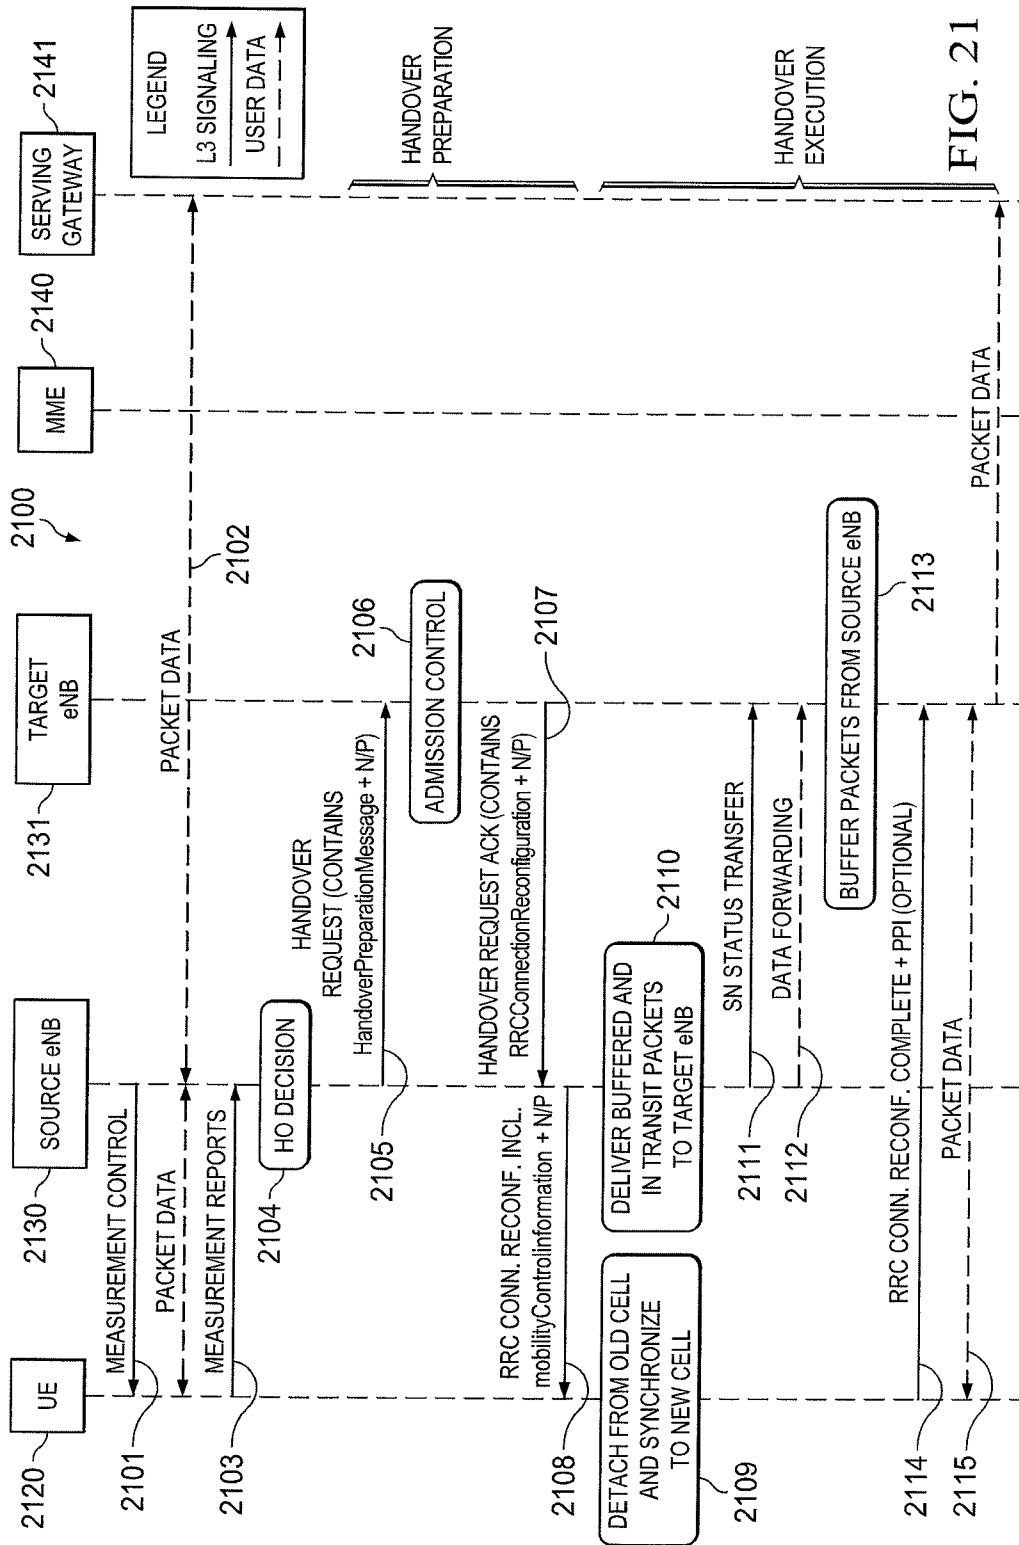 2100
UE
2120
SOURCE eNB
2130
TARGET
eNB
2131
MME
2140
SERVING
GATEWAY
2141
LEGEND
L3 SIGNALING
USER DATA
MEASUREMENT CONTROL
2101
PACKET DATA
PACKET DATA
2102
MEASUREMENT REPORTS
2103
HO DECISION
2104
HANDOVER
REQUEST (CONTAINS
HandoverPreparationMessage + N/P)
2105
ADMISSION CONTROL
2106
HANDOVER REQUEST ACK (CONTAINS
RRCConnectionReconfiguration + N/P)
2107
HANDOVER
PREPARATION
RRC CONN. RECONF. INCL.
mobilityControlinformation + N/P
2108
DETACH FROM OLD CELL
AND SYNCHRONIZE
TO NEW CELL
2109
DELIVER BUFFERED AND
IN TRANSIT PACKETS
TO TARGET eNB
2110
SN STATUS TRANSFER
2111
DATA FORWARDING
2112
HANDOVER
EXECUTION
BUFFER PACKETS FROM SOURCE eNB
2113
RRC CONN. RECONF. COMPLETE + PPI (OPTIONAL)
2114
PACKET DATA
2115
PACKET DATA
FIG. 21